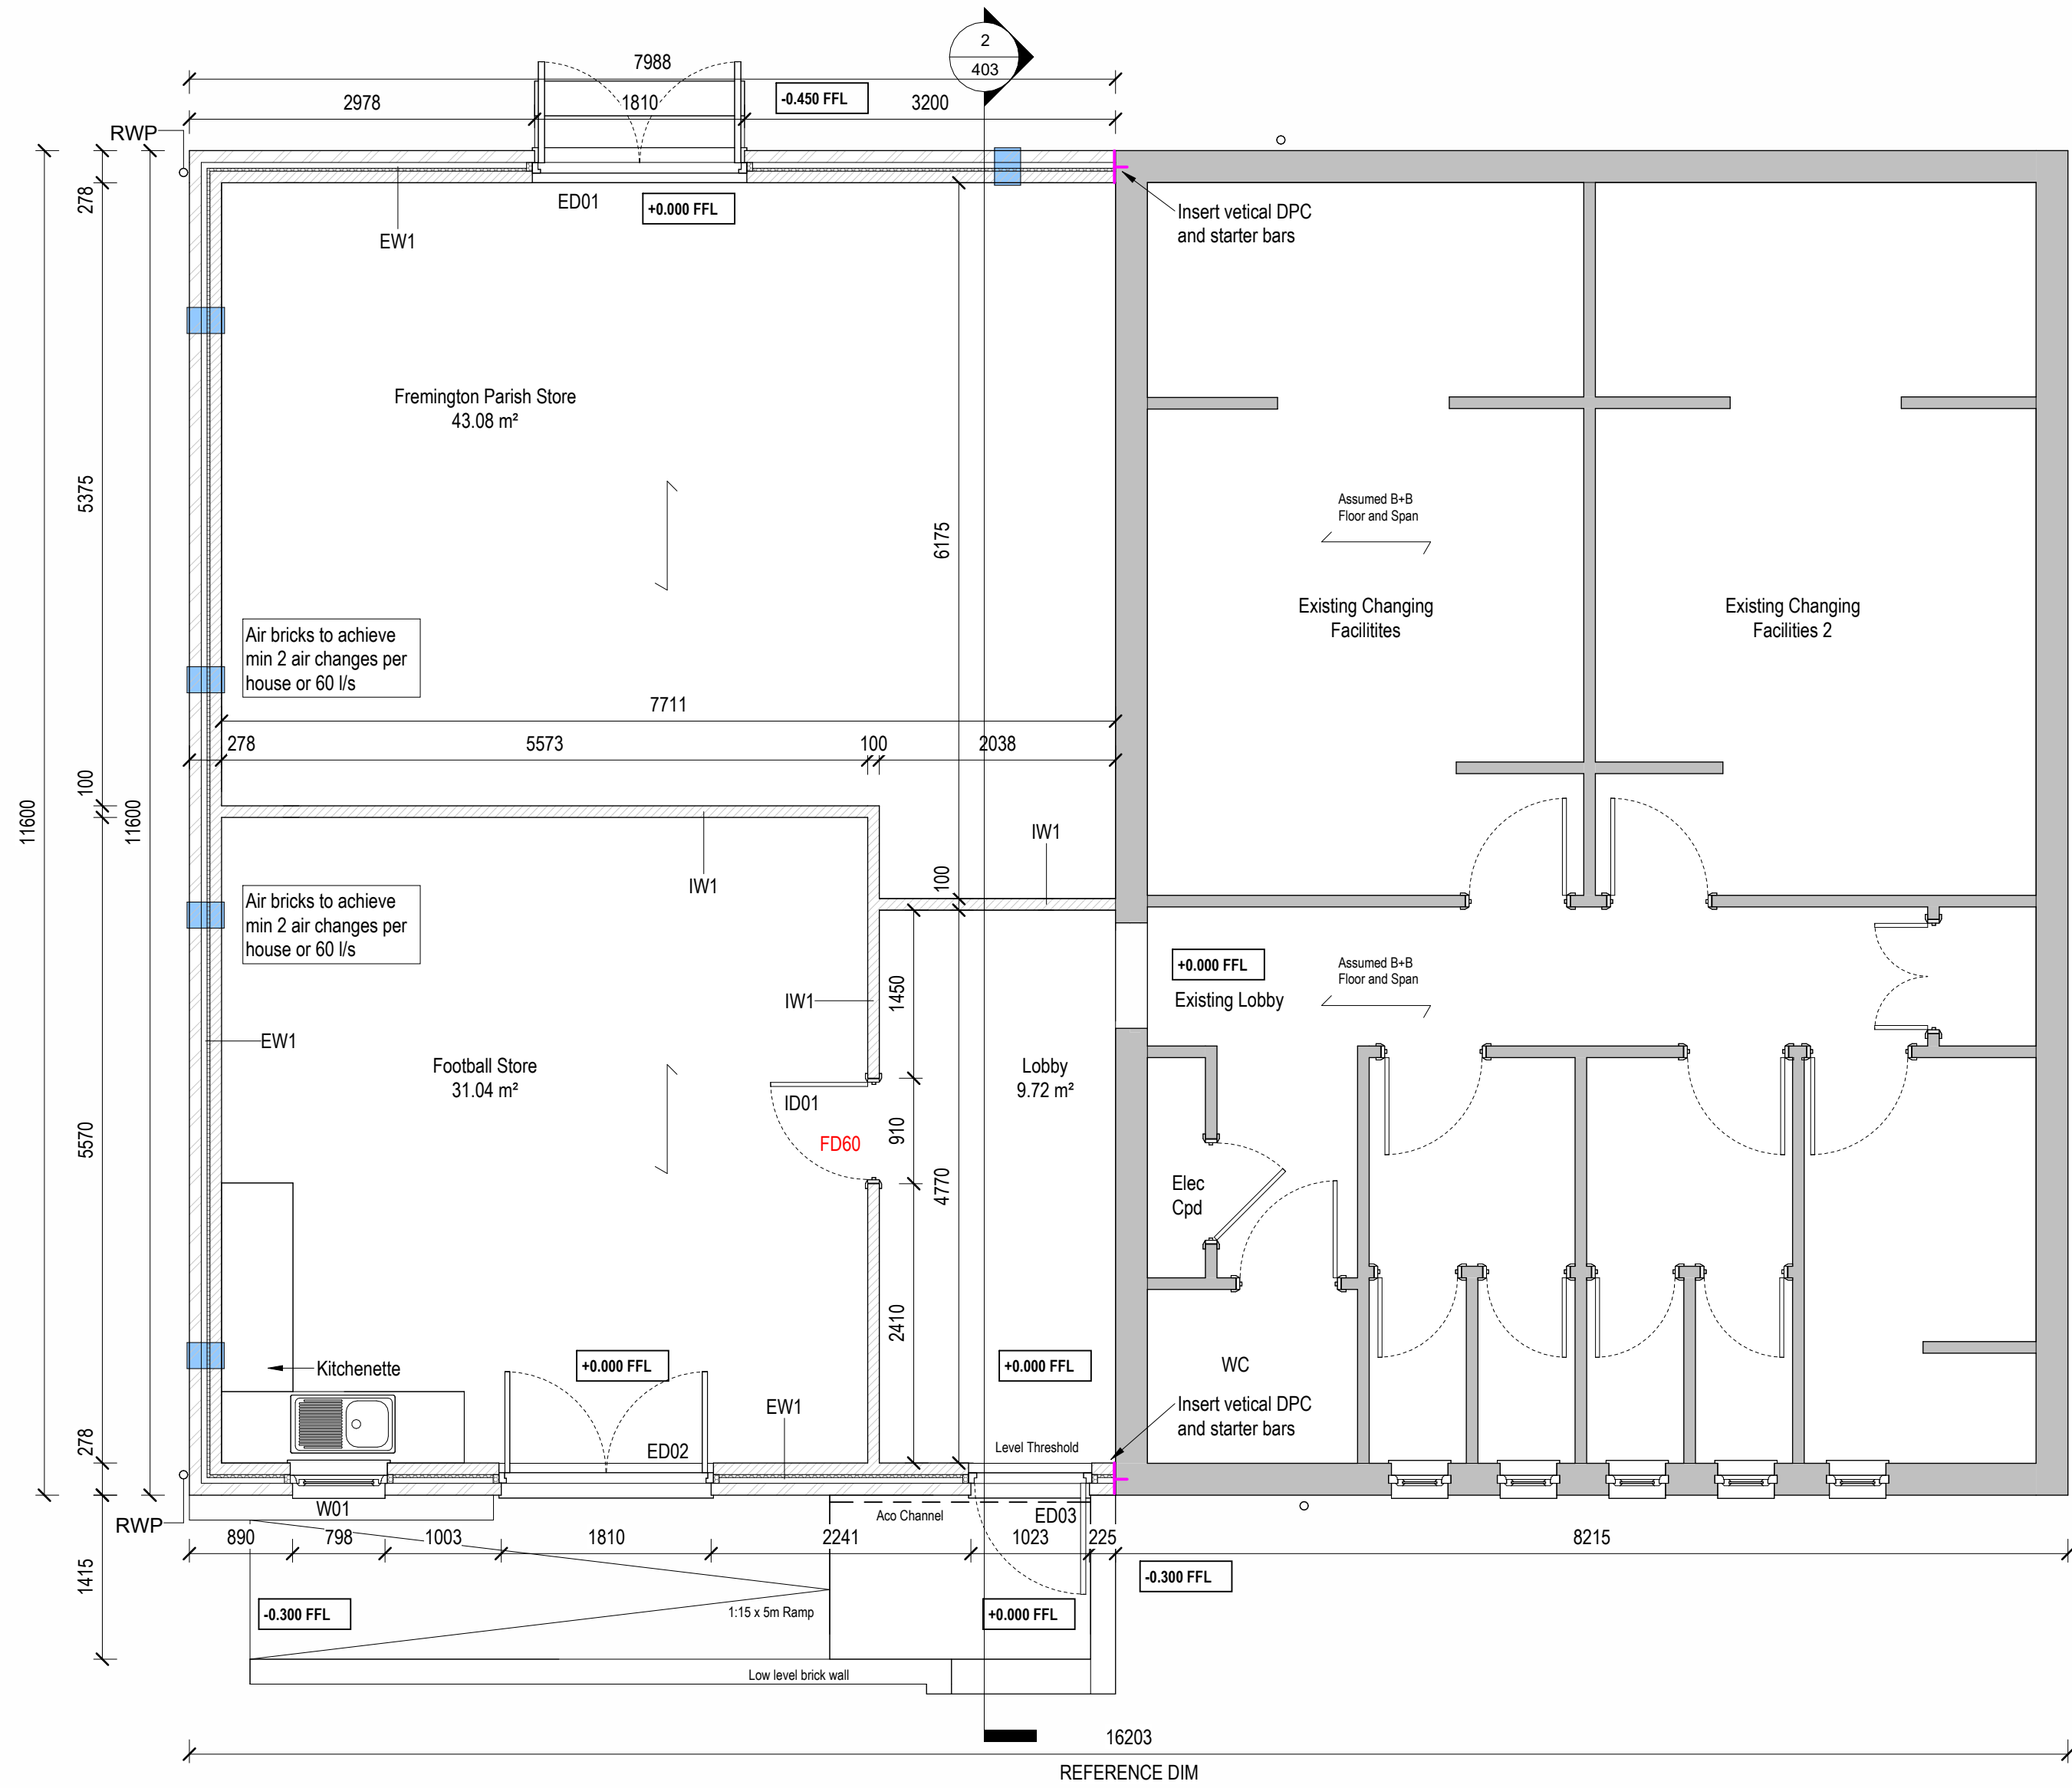 2
403
7988
-0.450 FFL
2978
1810
3200
RWP
278
ED01
+0.000 FFL
EW1
Insert vetical DPC
and starter bars
Fremington Parish Store
43.08 m²
5375
6175
Assumed B+B
Floor and Span
Existing Changing
Facilitites
Existing Changing
Facilities 2
Air bricks to achieve
min 2 air changes per
house or 60 l/s
7711
278
5573
100
2038
100
11600
11600
IW1
IW1
100
Air bricks to achieve
min 2 air changes per
house or 60 l/s
IW1
1450
+0.000 FFL
Existing Lobby
Assumed B+B
Floor and Span
EW1
Football Store
31.04 m²
Lobby
9.72 m²
ID01
FD60
910
5570
4770
Elec
Cpd
2410
Kitchenette
+0.000 FFL
+0.000 FFL
WC
EW1
Insert vetical DPC
and starter bars
278
ED02
Level Threshold
W01
RWP
Aco Channel
ED03
890
798
1003
1810
2241
1023
225
8215
1415
-0.300 FFL
-0.300 FFL
1:15 x 5m Ramp
+0.000 FFL
Low level brick wall
16203
REFERENCE DIM